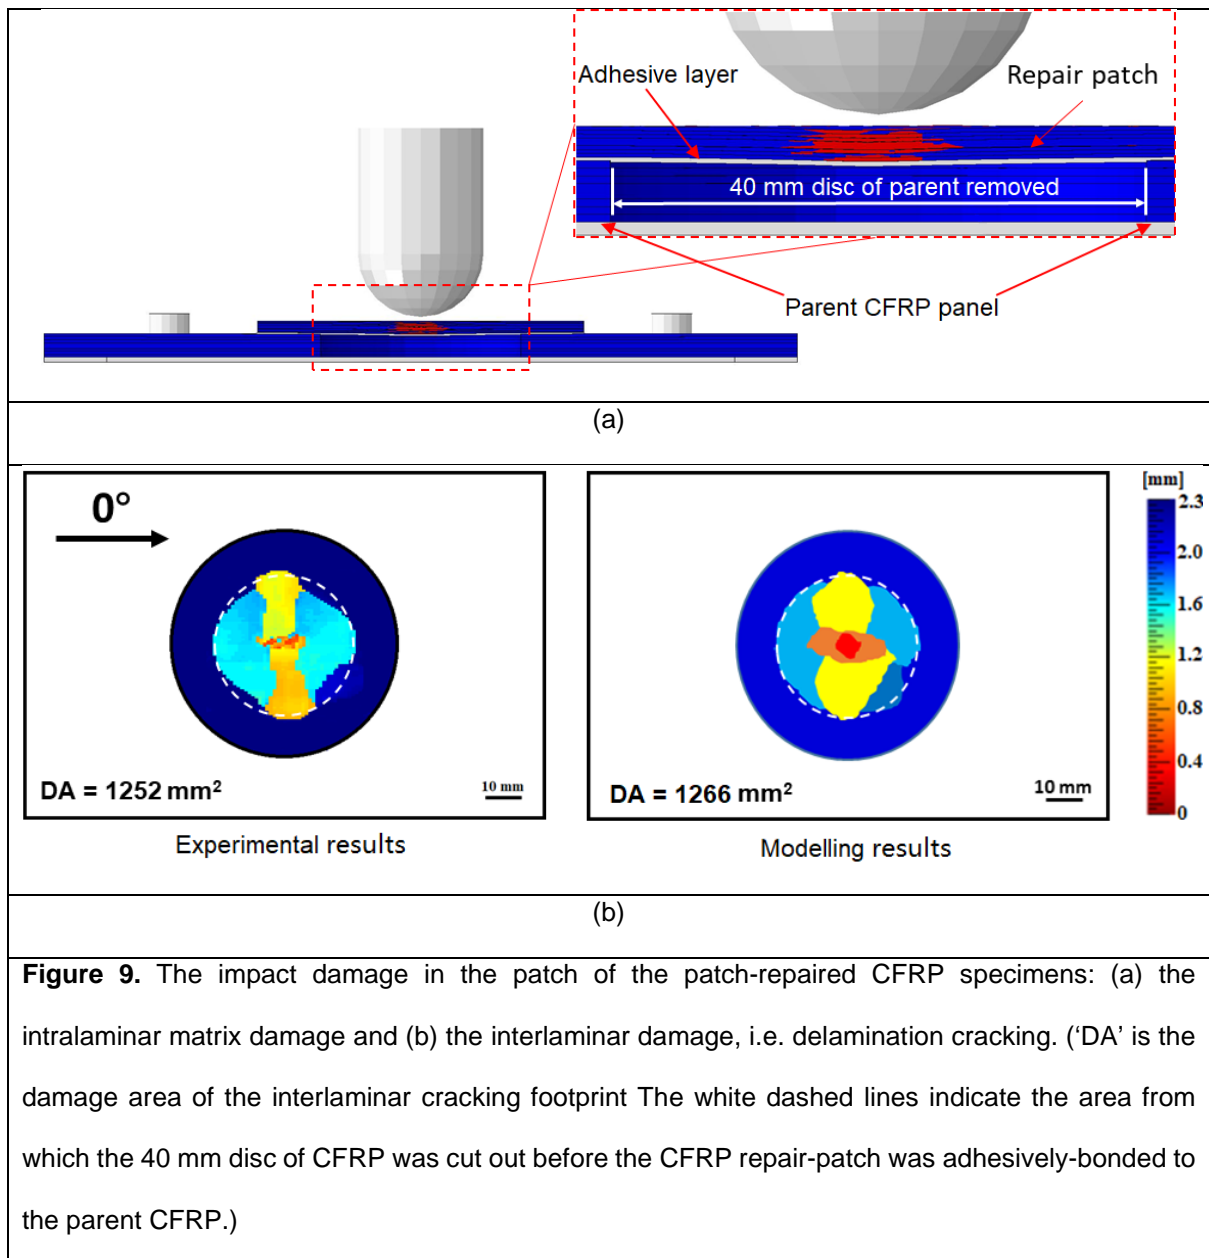 Adhesive layer
Repair patch
40 mm disc of parent removed
Parent CFRP panel
(a)
0°
DA = 1252 mm²
10 mm
Experimental results
DA = 1266 mm²
10 mm
Modelling results
[mm]
2.3
2.0
1.6
1.2
0.8
0.4
0
(b)
Figure 9. The impact damage in the patch of the patch-repaired CFRP specimens: (a) the
intralaminar matrix damage and (b) the interlaminar damage, i.e. delamination cracking. (‘DA’ is the
damage area of the interlaminar cracking footprint The white dashed lines indicate the area from
which the 40 mm disc of CFRP was cut out before the CFRP repair-patch was adhesively-bonded to
the parent CFRP.)